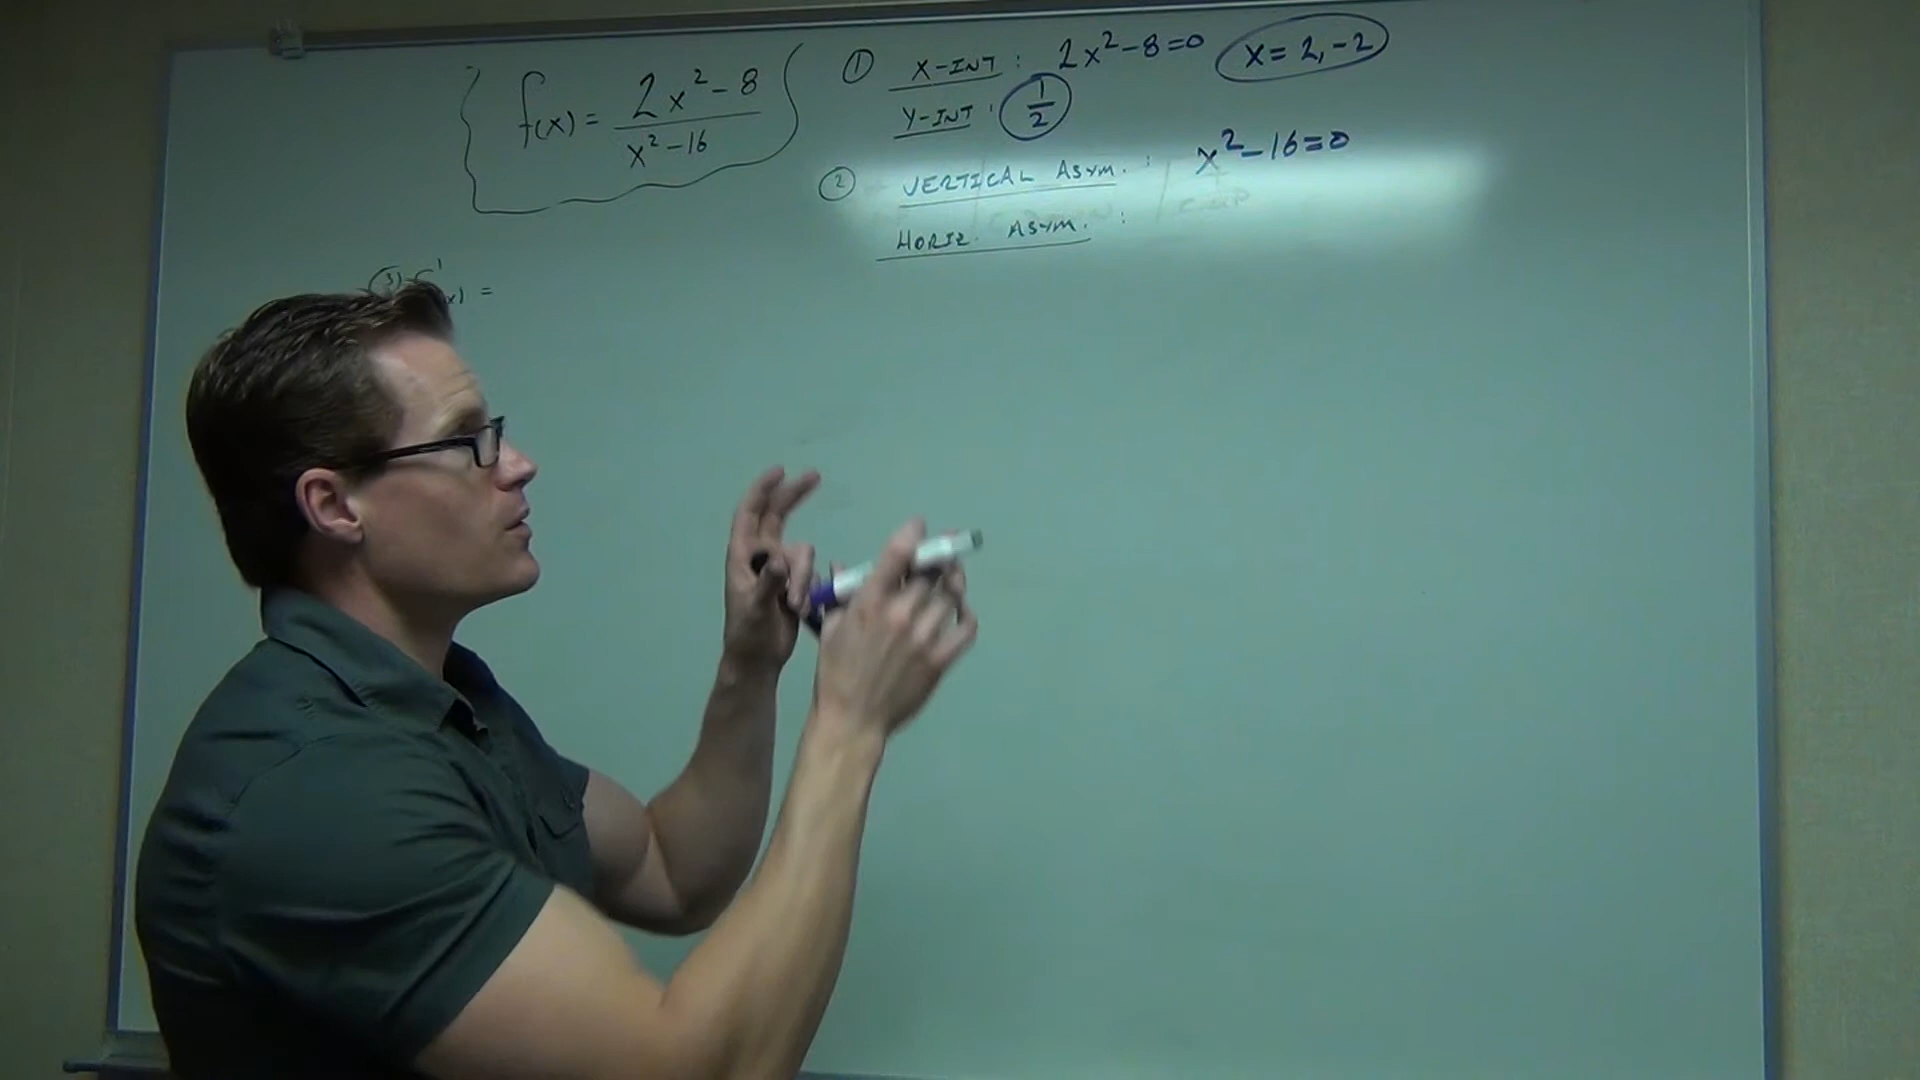 f(x) = 2x² - 8 / x² - 16
① X-INT : 2x² - 8 = 0 x = 2, -2
Y-INT : 1/2
② VERTICAL ASYM. : x² - 16 = 0
HORIZ. ASYM. :
③ x) =